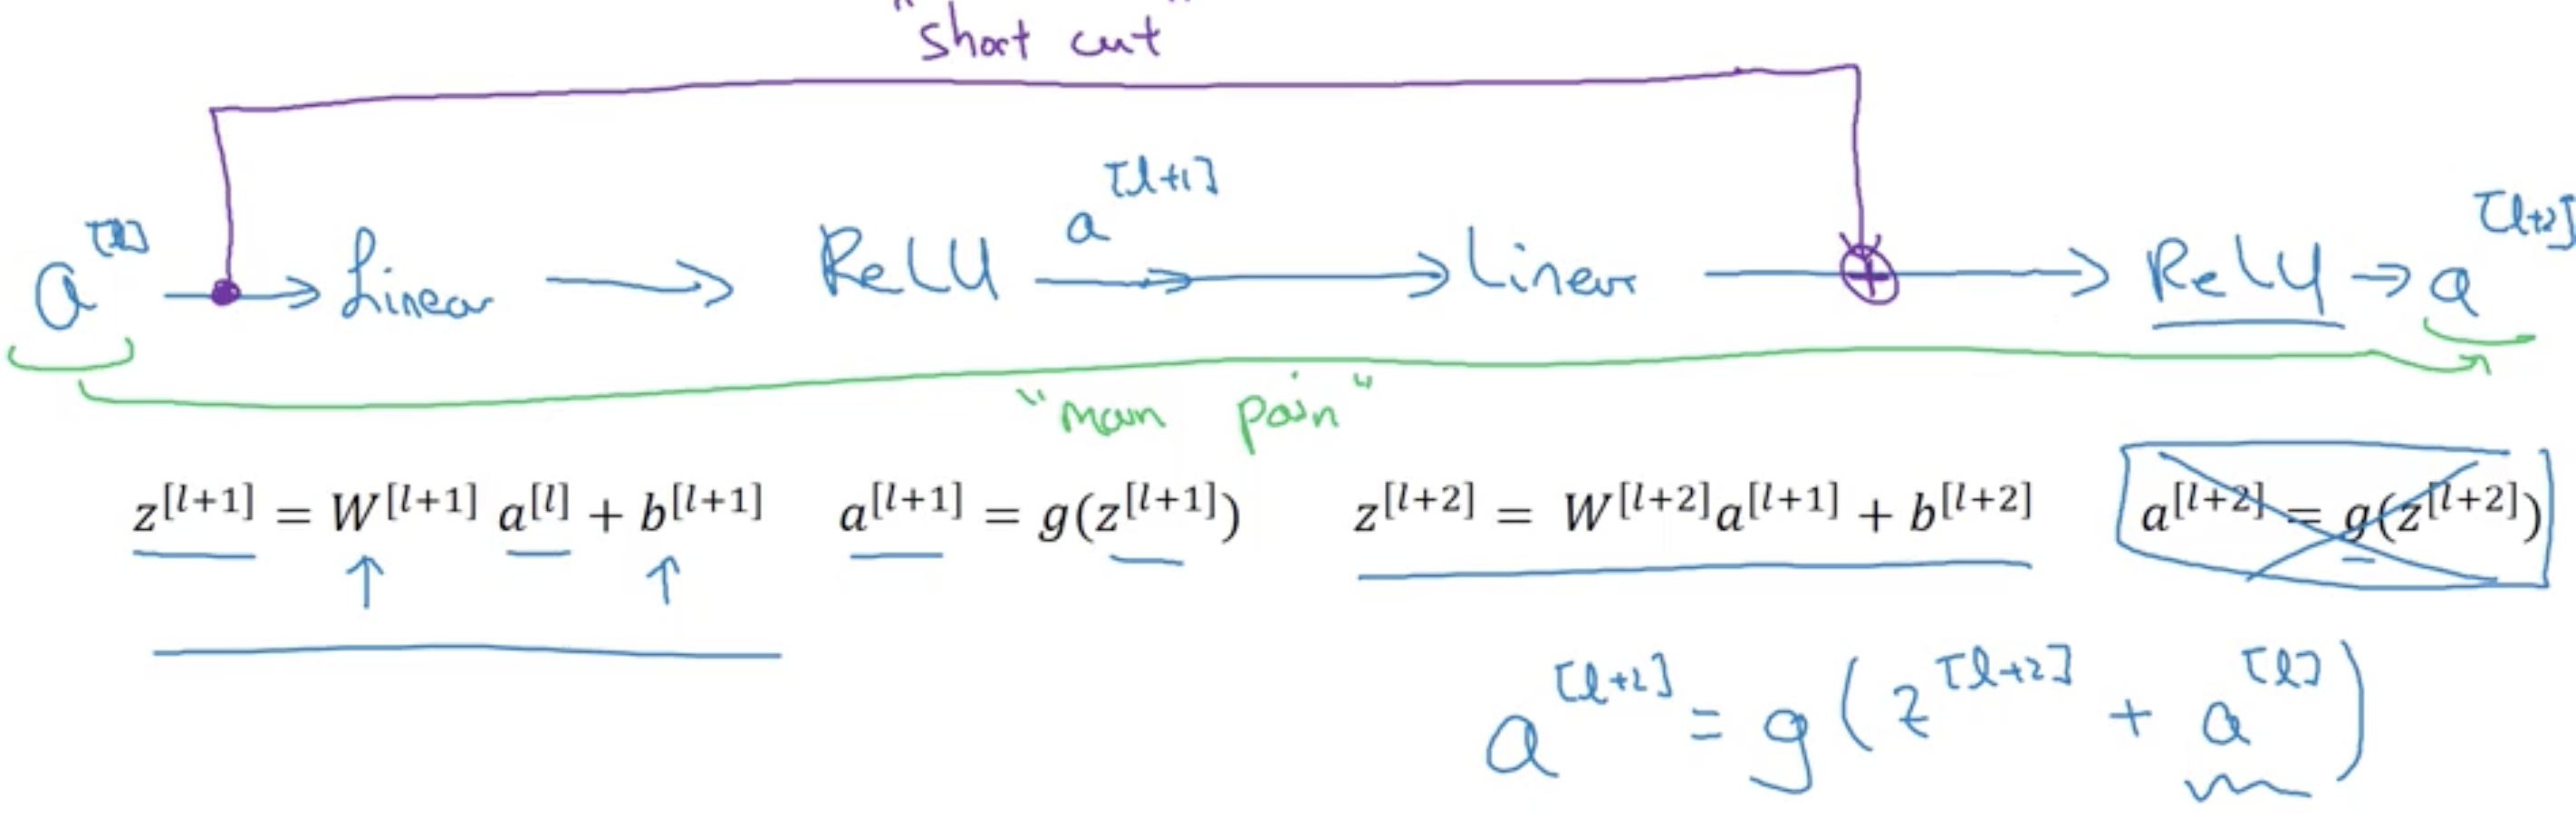 "short cut"
a^[l] → Linear → ReLU a^[l+1] → Linear ⊕ → ReLU → a^[l+2]
"main pain"
z^[l+1] = W^[l+1] a^[l] + b^[l+1]   a^[l+1] = g(z^[l+1])   z^[l+2] = W^[l+2] a^[l+1] + b^[l+2]   a^[l+2] = g(z^[l+2])
a^[l+2] = g(z^[l+2] + a^[l])